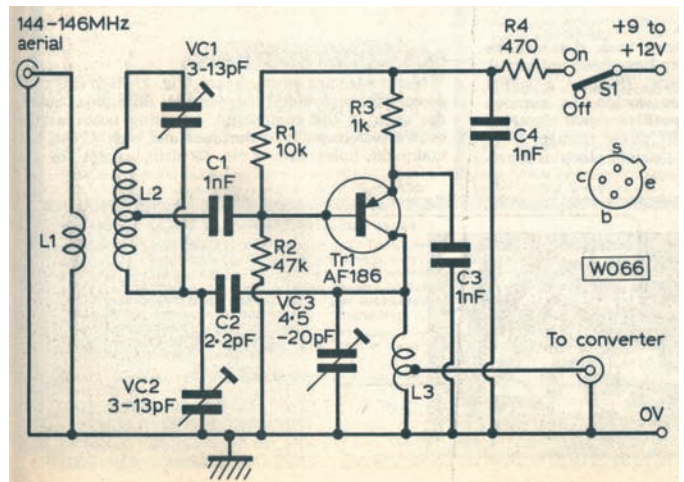 144-146MHz
aerial
VC1
3-13pF
R4
470
+9 to
+12V
On
S1
Off
R3
1k
R1
10k
C4
1nF
C1
1nF
L2
L1
s
c
e
b
R2
47k
Tr1
AF186
C3
1nF
WO66
C2
2·2pF
VC3
4·5
-20pF
VC2
3-13pF
L3
To converter
0V